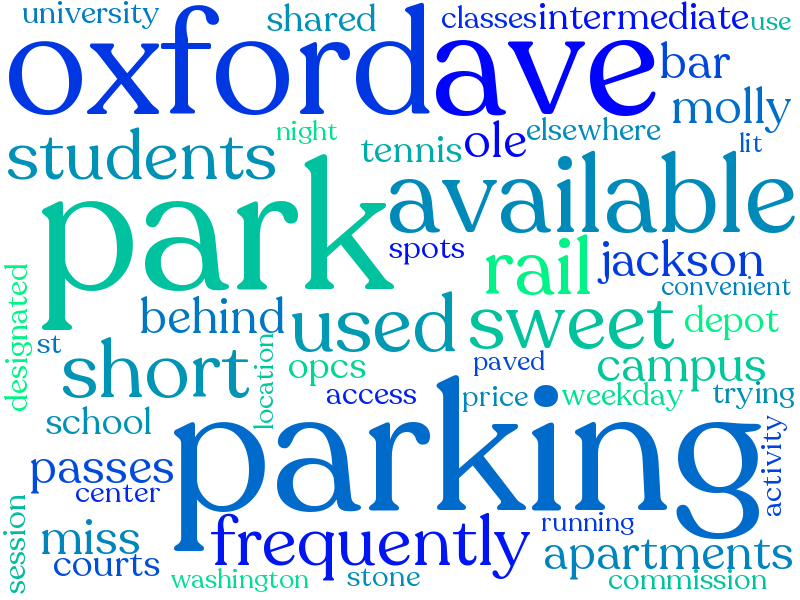 university
shared
classes
intermediate
use
oxford
ave
bar
molly
night
ole
elsewhere
lit
students
tennis
park
available
spots
rail
jackson
convenient
designated
behind
used
sweet
depot
st
short
location
opcs
paved
campus
access
price
weekday
trying
school
parking
activity
passes
center
session
miss
frequently
running
courts
apartments
washington
stone
commission